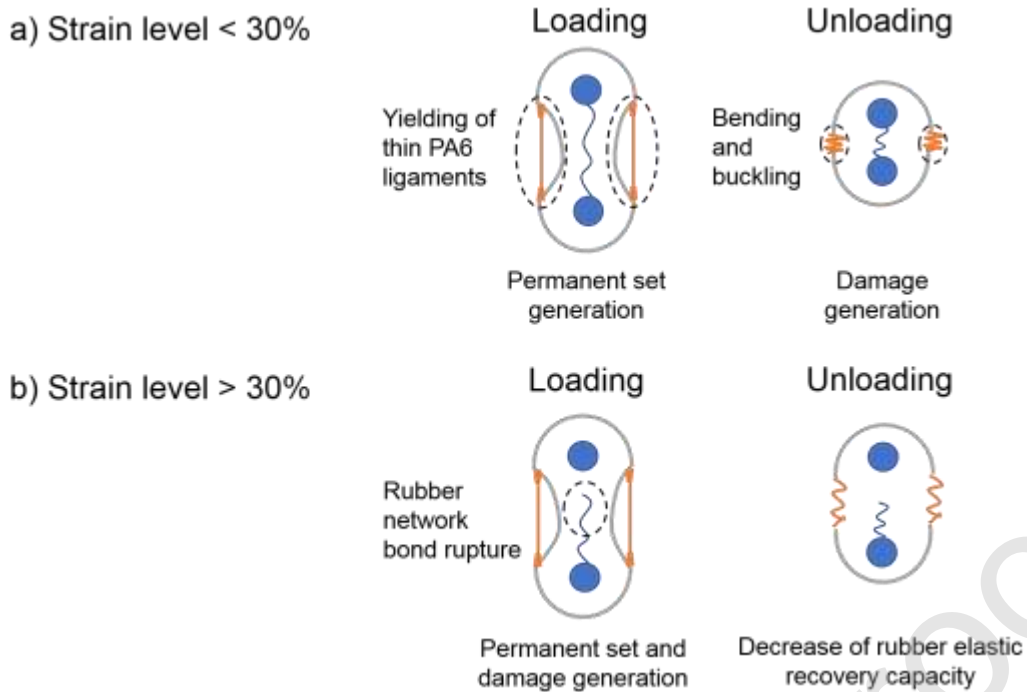 a) Strain level < 30%
Loading
Unloading
Yielding of
thin PA6
ligaments
Bending
and
buckling
Permanent set
generation
Damage
generation
b) Strain level > 30%
Loading
Unloading
Rubber
network
bond rupture
Permanent set and
damage generation
Decrease of rubber elastic
recovery capacity